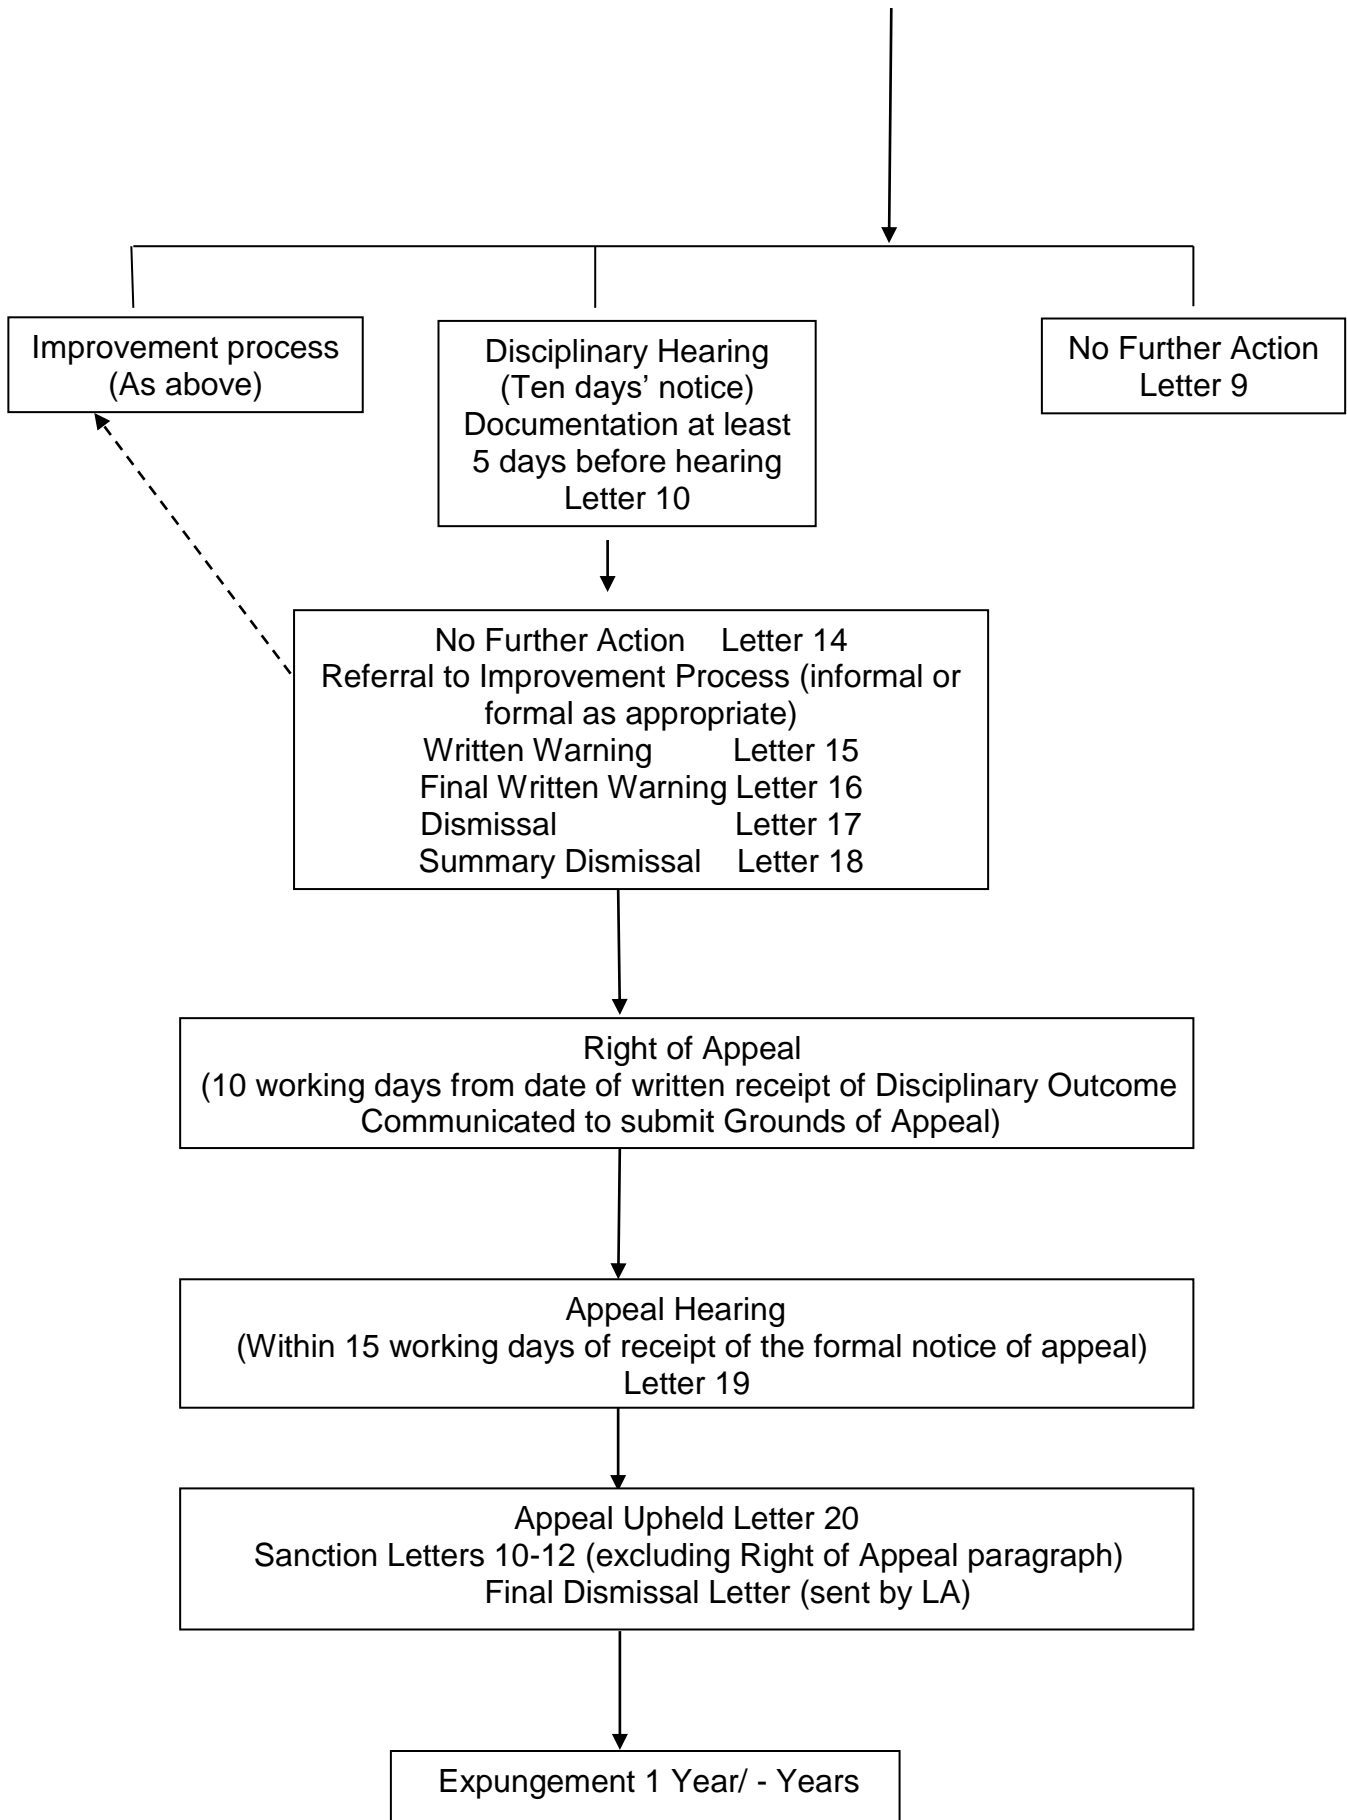 Improvement process
(As above)
Disciplinary Hearing
(Ten days’ notice)
Documentation at least
5 days before hearing
Letter 10
No Further Action
Letter 9
No Further Action Letter 14
Referral to Improvement Process (informal or
formal as appropriate)
Written Warning Letter 15
Final Written Warning Letter 16
Dismissal Letter 17
Summary Dismissal Letter 18
Right of Appeal
(10 working days from date of written receipt of Disciplinary Outcome
Communicated to submit Grounds of Appeal)
Appeal Hearing
(Within 15 working days of receipt of the formal notice of appeal)
Letter 19
Appeal Upheld Letter 20
Sanction Letters 10-12 (excluding Right of Appeal paragraph)
Final Dismissal Letter (sent by LA)
Expungement 1 Year/ - Years